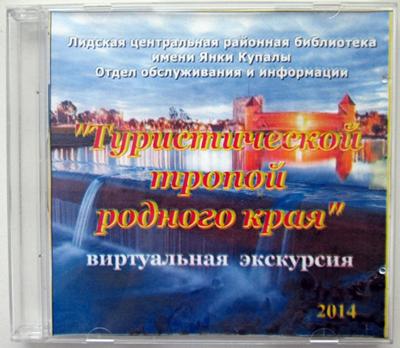 Лидская центральная районная библиотека
имени Янки Купалы
Отдел обслуживания и информации
"Туристической
тропой
родного края"
виртуальная экскурсия
2014